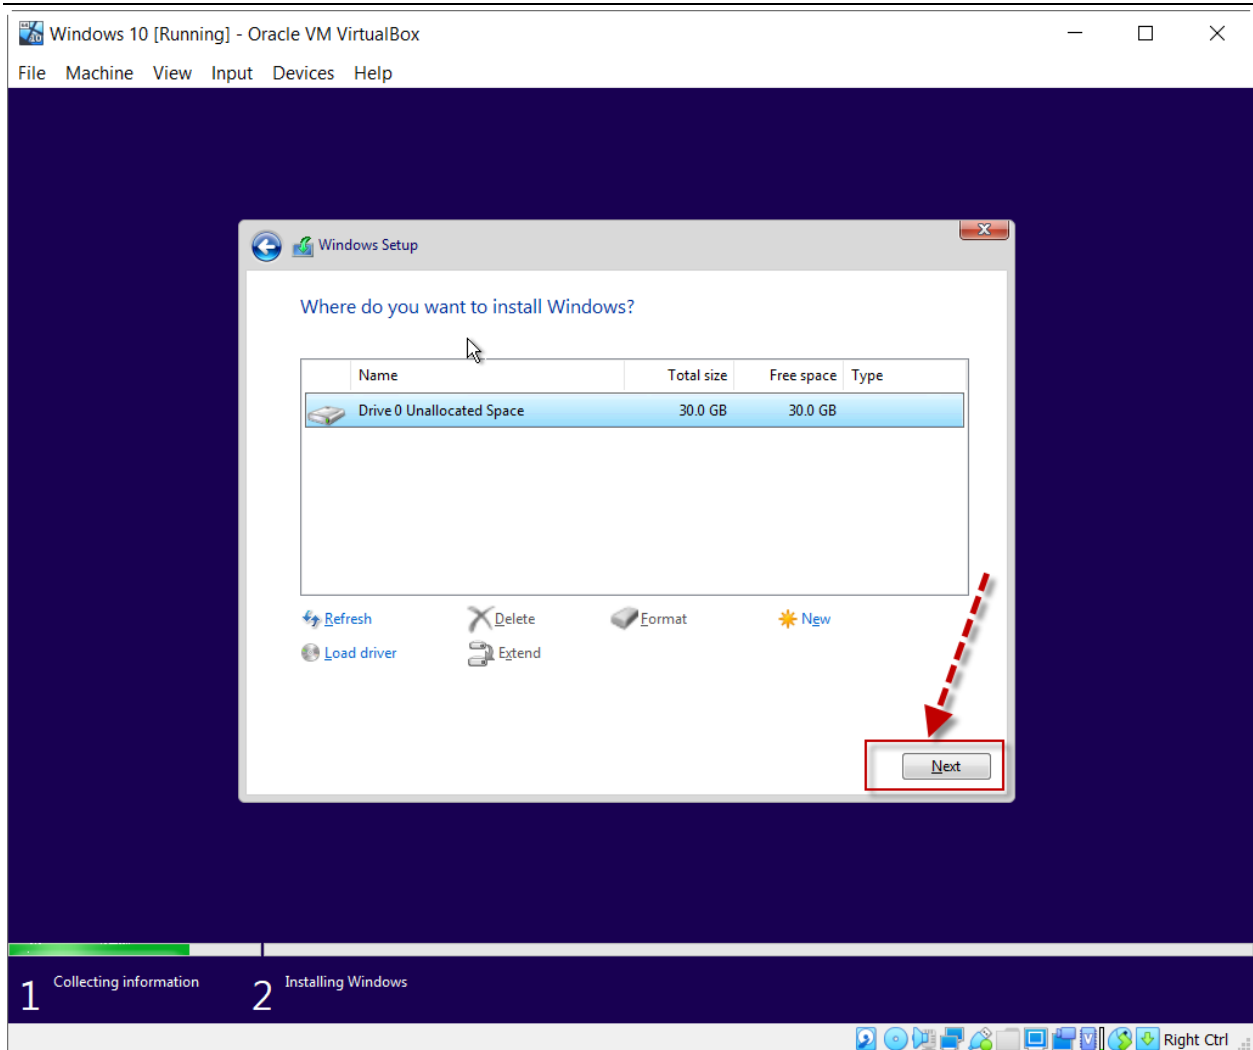 Windows 10 [Running] - Oracle VM VirtualBox
File Machine View Input Devices Help
Windows Setup
Where do you want to install Windows?
Name Total size Free space Type
Drive 0 Unallocated Space 30.0 GB 30.0 GB
Refresh Delete Format New
Load driver Extend
Next
1 Collecting information 2 Installing Windows
Right Ctrl